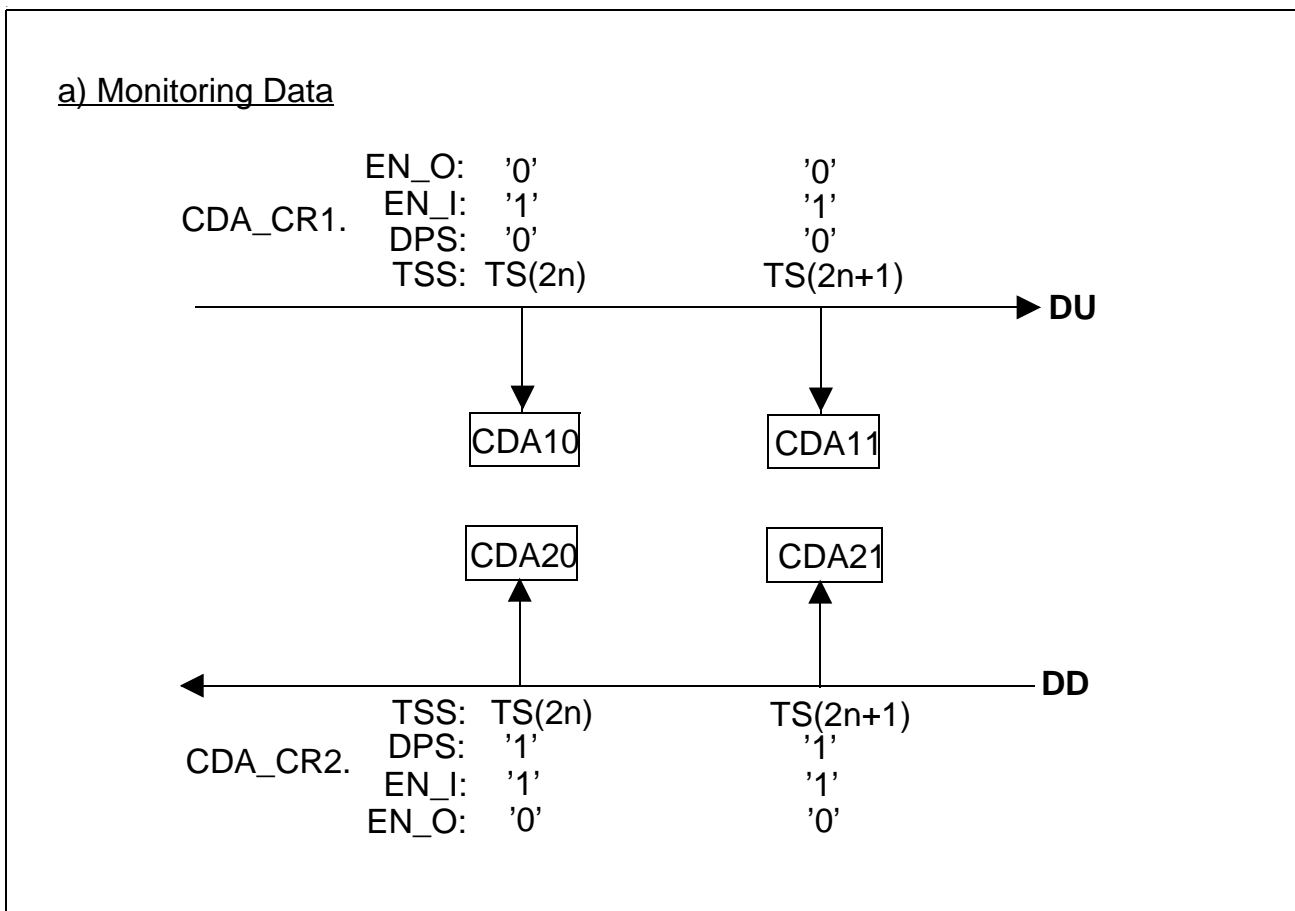 a) Monitoring Data
EN_O: ’0’ ’0’
EN_I: ’1’ ’1’
CDA_CR1.
DPS: ’0’ ’0’
TSS: TS(2n) TS(2n+1)
DU
CDA10 CDA11
CDA20 CDA21
DD
TSS: TS(2n) TS(2n+1)
DPS: ’1’ ’1’
CDA_CR2.
EN_I: ’1’ ’1’
EN_O: ’0’ ’0’